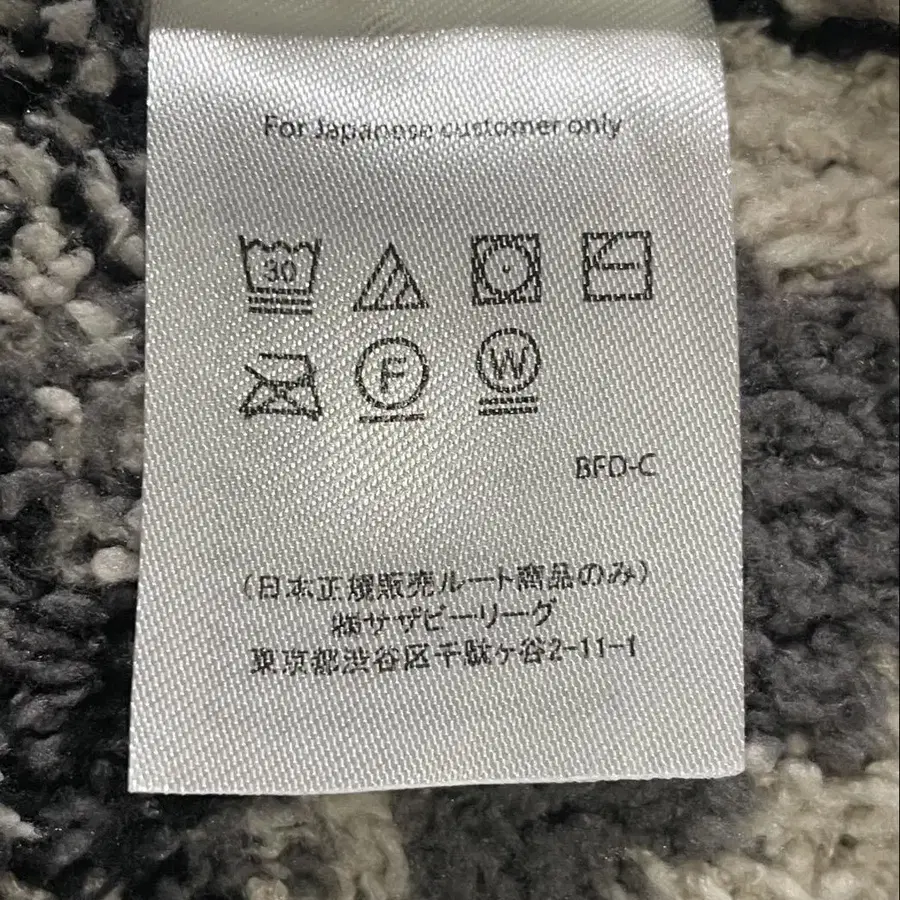 For Japanese customer only
30
F W
BFD-C
(日本正規販売ルート商品のみ)
㈱サザビーリーグ
東京都渋谷区千駄ヶ谷2-11-1